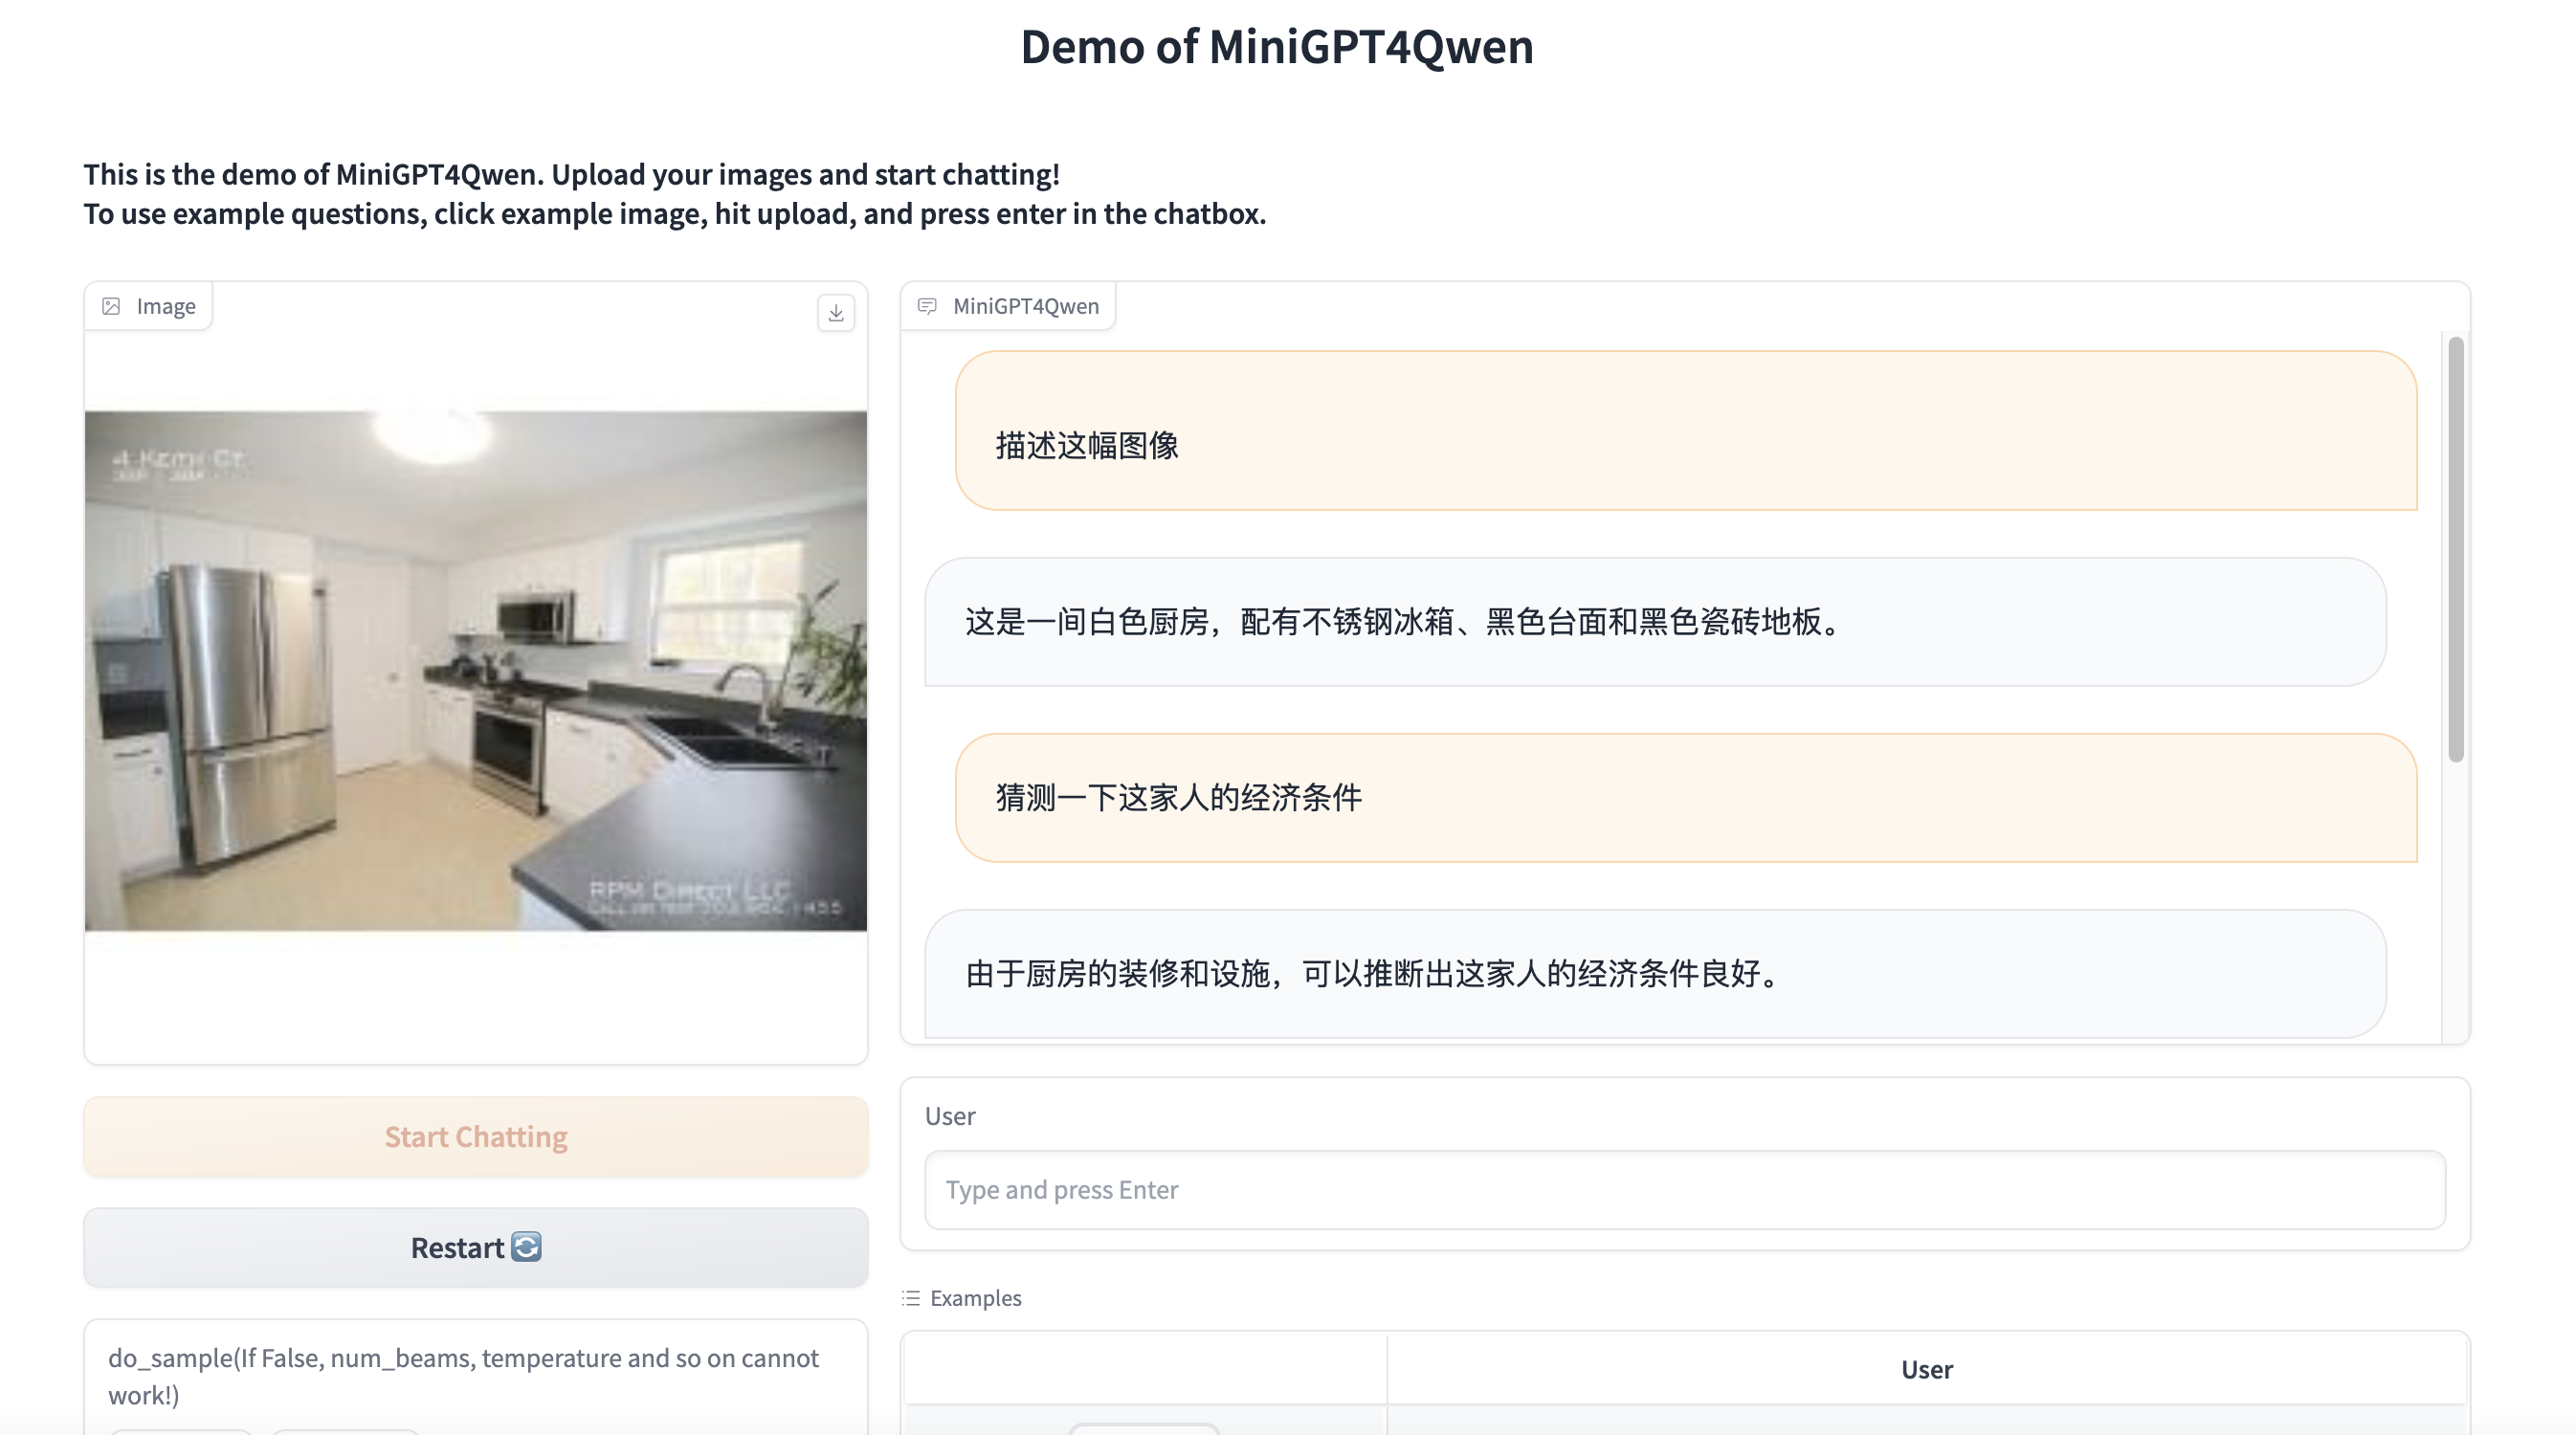 Demo of MiniGPT4Qwen
This is the demo of MiniGPT4Qwen. Upload your images and start chatting!
To use example questions, click example image, hit upload, and press enter in the chatbox.
Image
4
RPM Direct LLC
Start Chatting
Restart
do_sample(If False, num_beams, temperature and so on cannot
work!)
MiniGPT4Qwen
描述这幅图像
这是一间白色厨房，配有不锈钢冰箱、黑色台面和黑色瓷砖地板。
猜测一下这家人的经济条件
由于厨房的装修和设施，可以推断出这家人的经济条件良好。
User
Type and press Enter
Examples
User